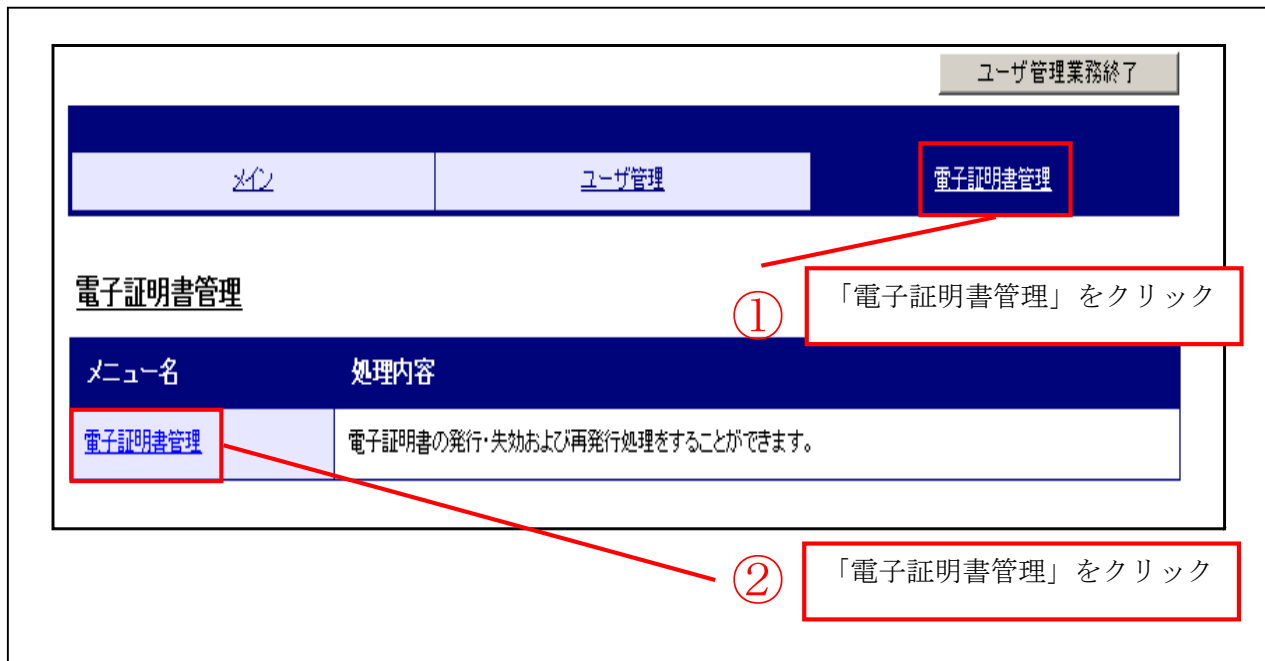 ユーザ管理業務終了
メイン ユーザ管理 電子証明書管理
電子証明書管理
① 「電子証明書管理」をクリック
メニュー名 処理内容
電子証明書管理 電子証明書の発行・失効および再発行処理をすることができます。
② 「電子証明書管理」をクリック